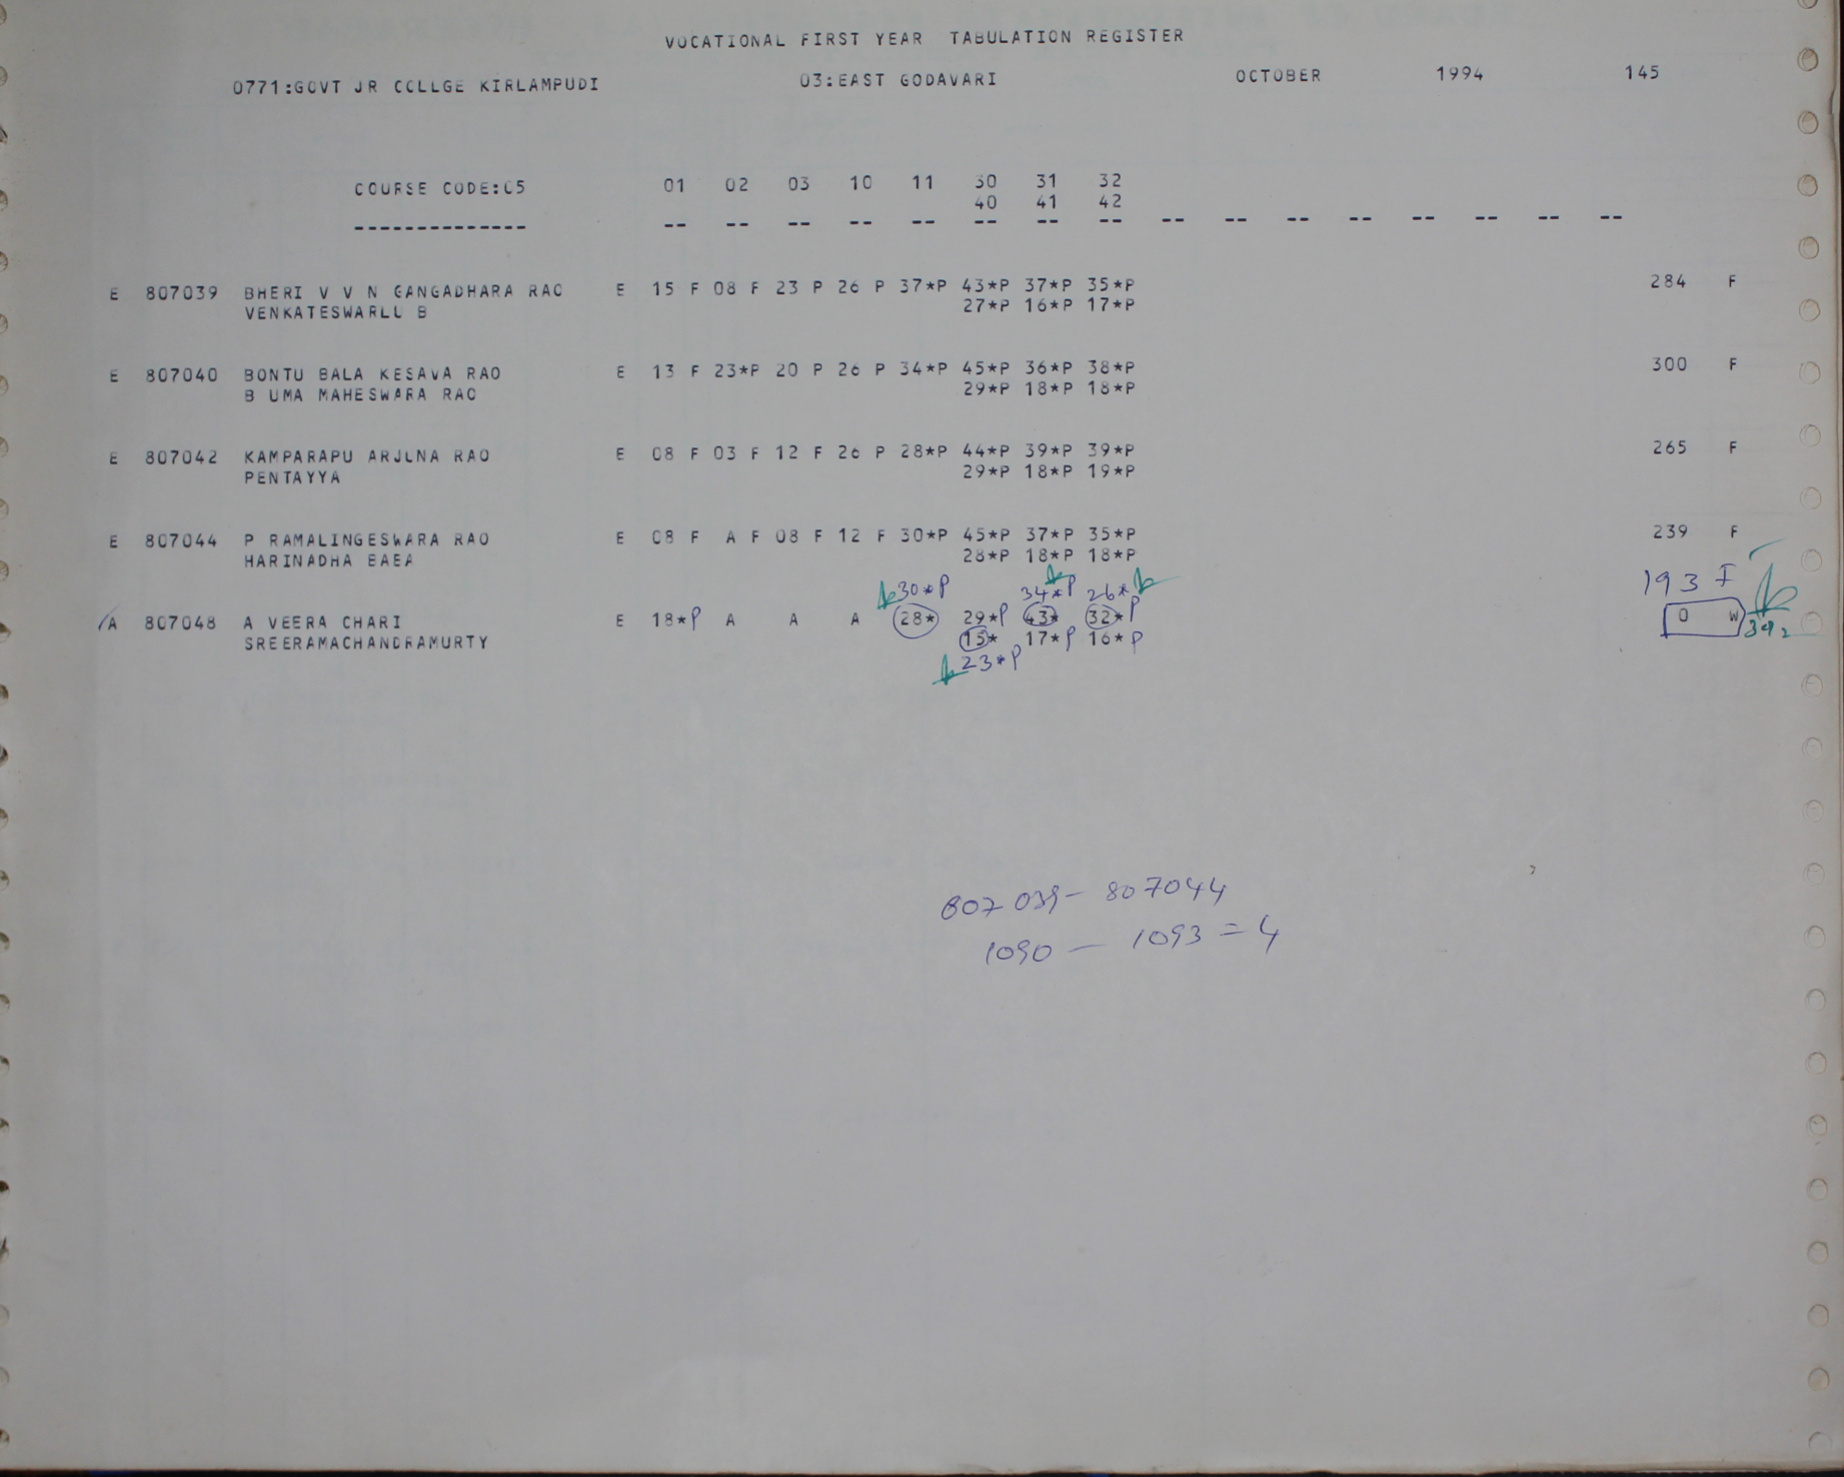 VOCATIONAL FIRST YEAR TABULATION REGISTER
0771:GOVT JR COLLGE KIRLAMPUDI 03:EAST GODAVARI OCTOBER 1994 145
COURSE CODE:05 01 02 03 10 11 30 31 32
40 41 42
-------------- -- -- -- -- -- -- -- -- -- -- -- -- -- -- -- --
E 807039 BHERI V V N GANGADHARA RAO E 15 F 08 F 23 P 26 P 37*P 43*P 37*P 35*P 284 F
VENKATESWARLU B 27*P 16*P 17*P
E 807040 BONTU BALA KESAVA RAO E 13 F 23*P 20 P 26 P 34*P 45*P 36*P 38*P 300 F
B UMA MAHESWARA RAO 29*P 18*P 18*P
E 807042 KAMPARAPU ARJUNA RAO E 08 F 03 F 12 F 26 P 28*P 44*P 39*P 39*P 265 F
PENTAYYA 29*P 18*P 19*P
E 807044 P RAMALINGESWARA RAO E 08 F A F 08 F 12 F 30*P 45*P 37*P 35*P 239 F
HARINADHA BABA 28*P 18*P 18*P
30*P 34*P 26* 193 I
A 807048 A VEERA CHARI E 18*P A A A 28* 29*P 43* 32*P 0 W
SREERAMACHANDRAMURTY 15* 17*P 16*P
23*P
807039- 807044
1090 — 1093 = 4